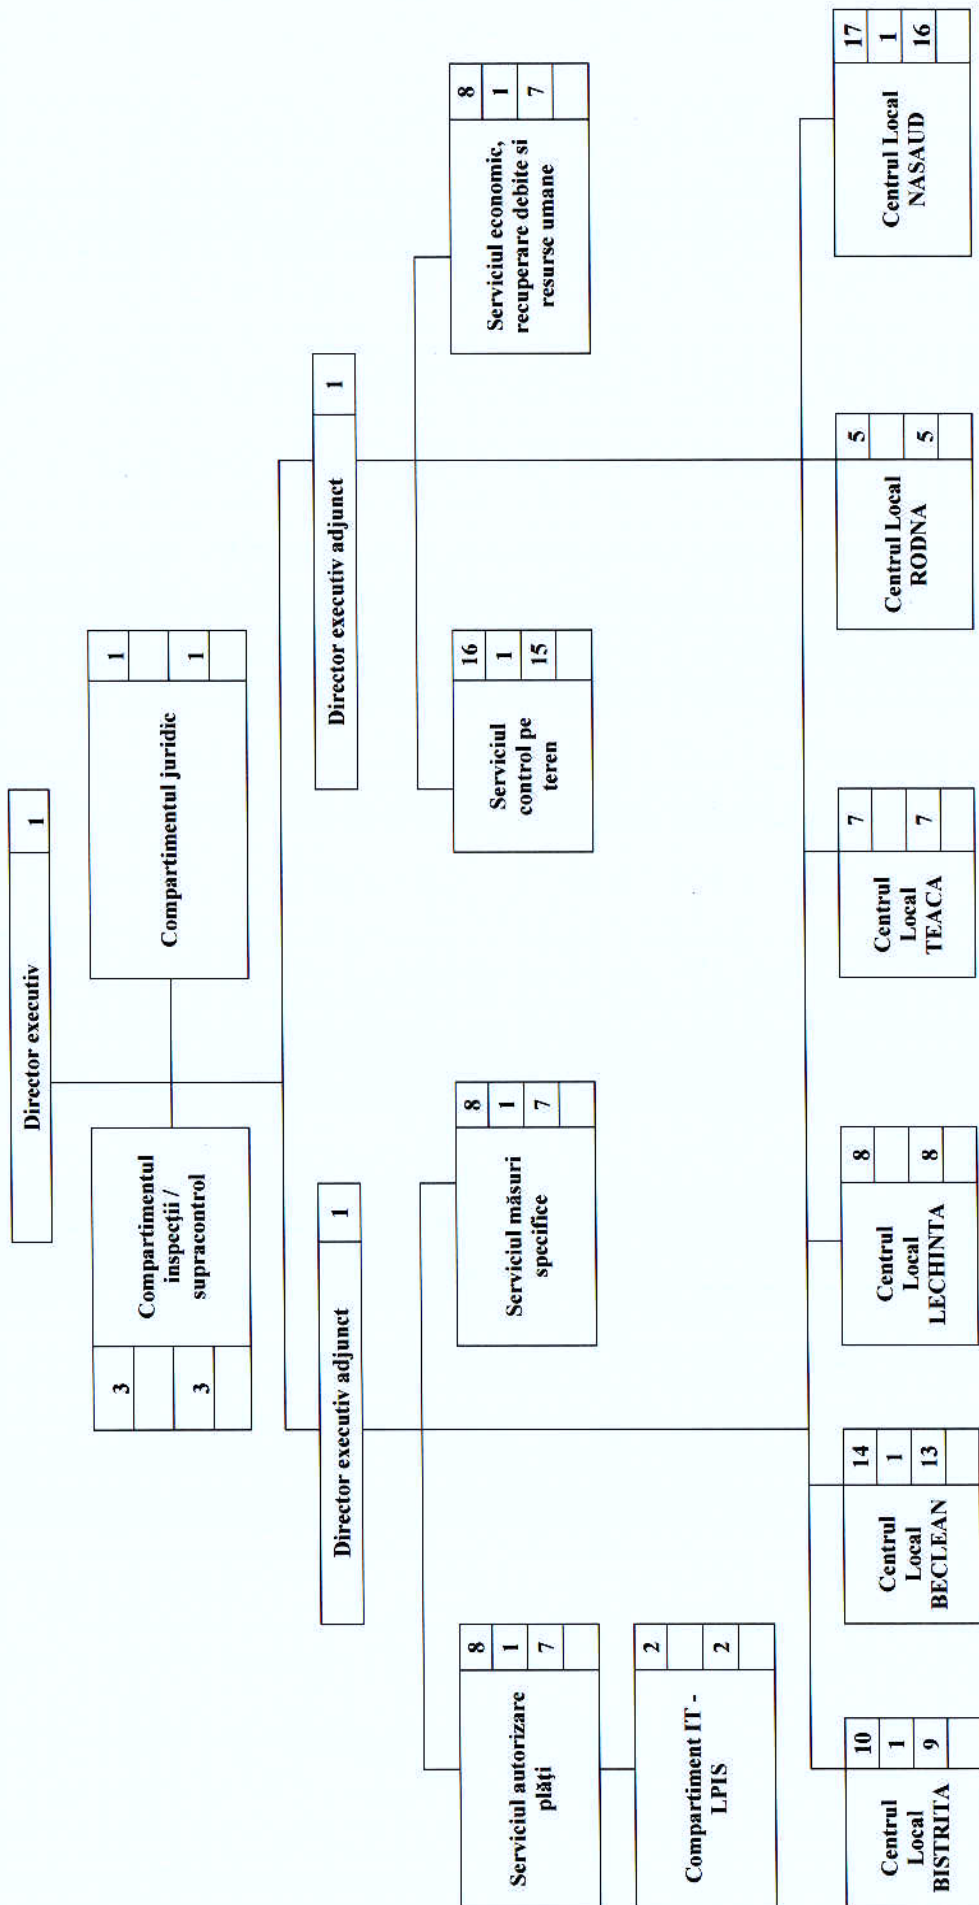 Director executiv
1
Compartimentul
inspecţii /
supracontrol
3
3
Compartimentul juridic
1
1
Director executiv adjunct
1
Director executiv adjunct
1
Serviciul autorizare
plăţi
8
1
7
Serviciul măsuri
specifice
8
1
7
Serviciul
control pe
teren
16
1
15
Serviciul economic,
recuperare debite si
resurse umane
8
1
7
Compartiment IT -
LPIS
2
2
Centrul
Local
BISTRITA
10
1
9
Centrul
Local
BECLEAN
14
1
13
Centrul
Local
LECHINTA
8
8
Centrul
Local
TEACA
7
7
Centrul Local
RODNA
5
5
Centrul Local
NASAUD
17
1
16